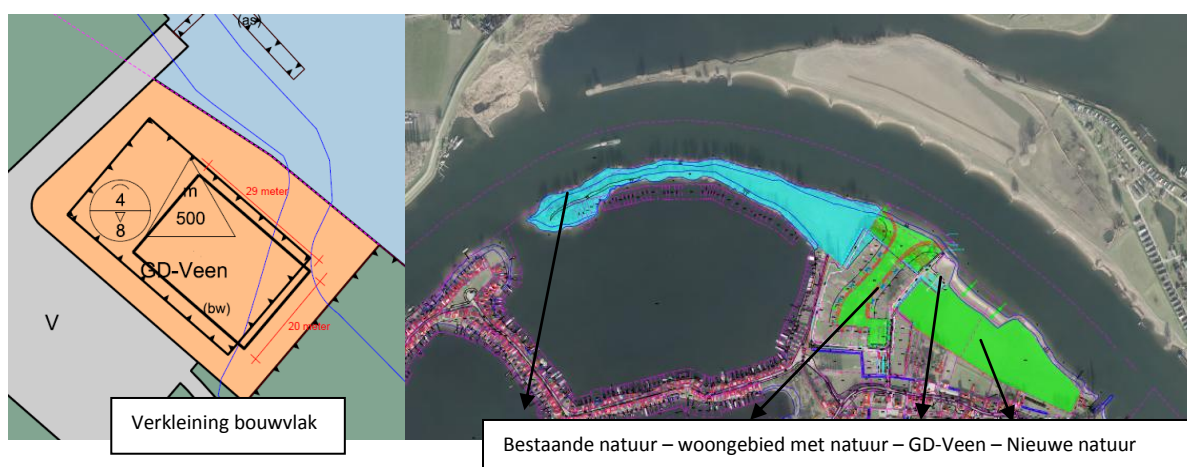 (as)
29 meter
4
8
m
500
GD-Veen
(bw)
20 meter
V
Verkleining bouwvlak
Bestaande natuur – woongebied met natuur – GD-Veen – Nieuwe natuur